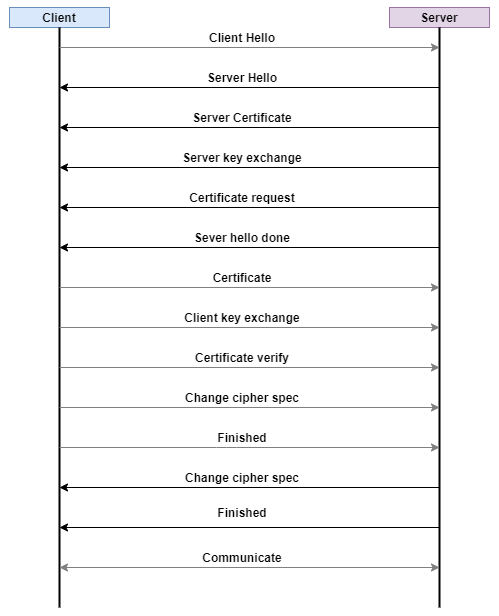 Client
Server
Client Hello
Server Hello
Server Certificate
Server key exchange
Certificate request
Sever hello done
Certificate
Client key exchange
Certificate verify
Change cipher spec
Finished
Change cipher spec
Finished
Communicate